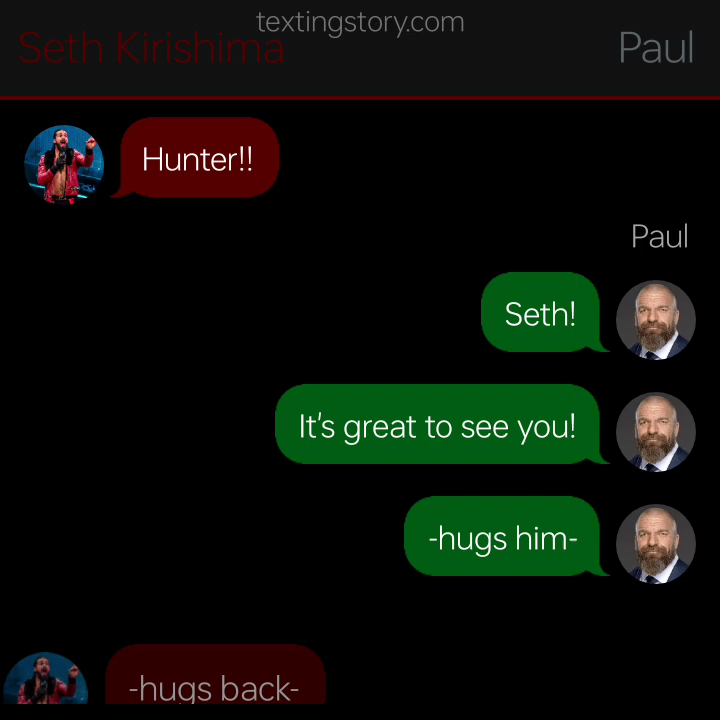 textingstory.com
Seth Kirishima
Paul
Hunter!!
Paul
Seth!
It's great to see you!
-hugs him-
-hugs back-